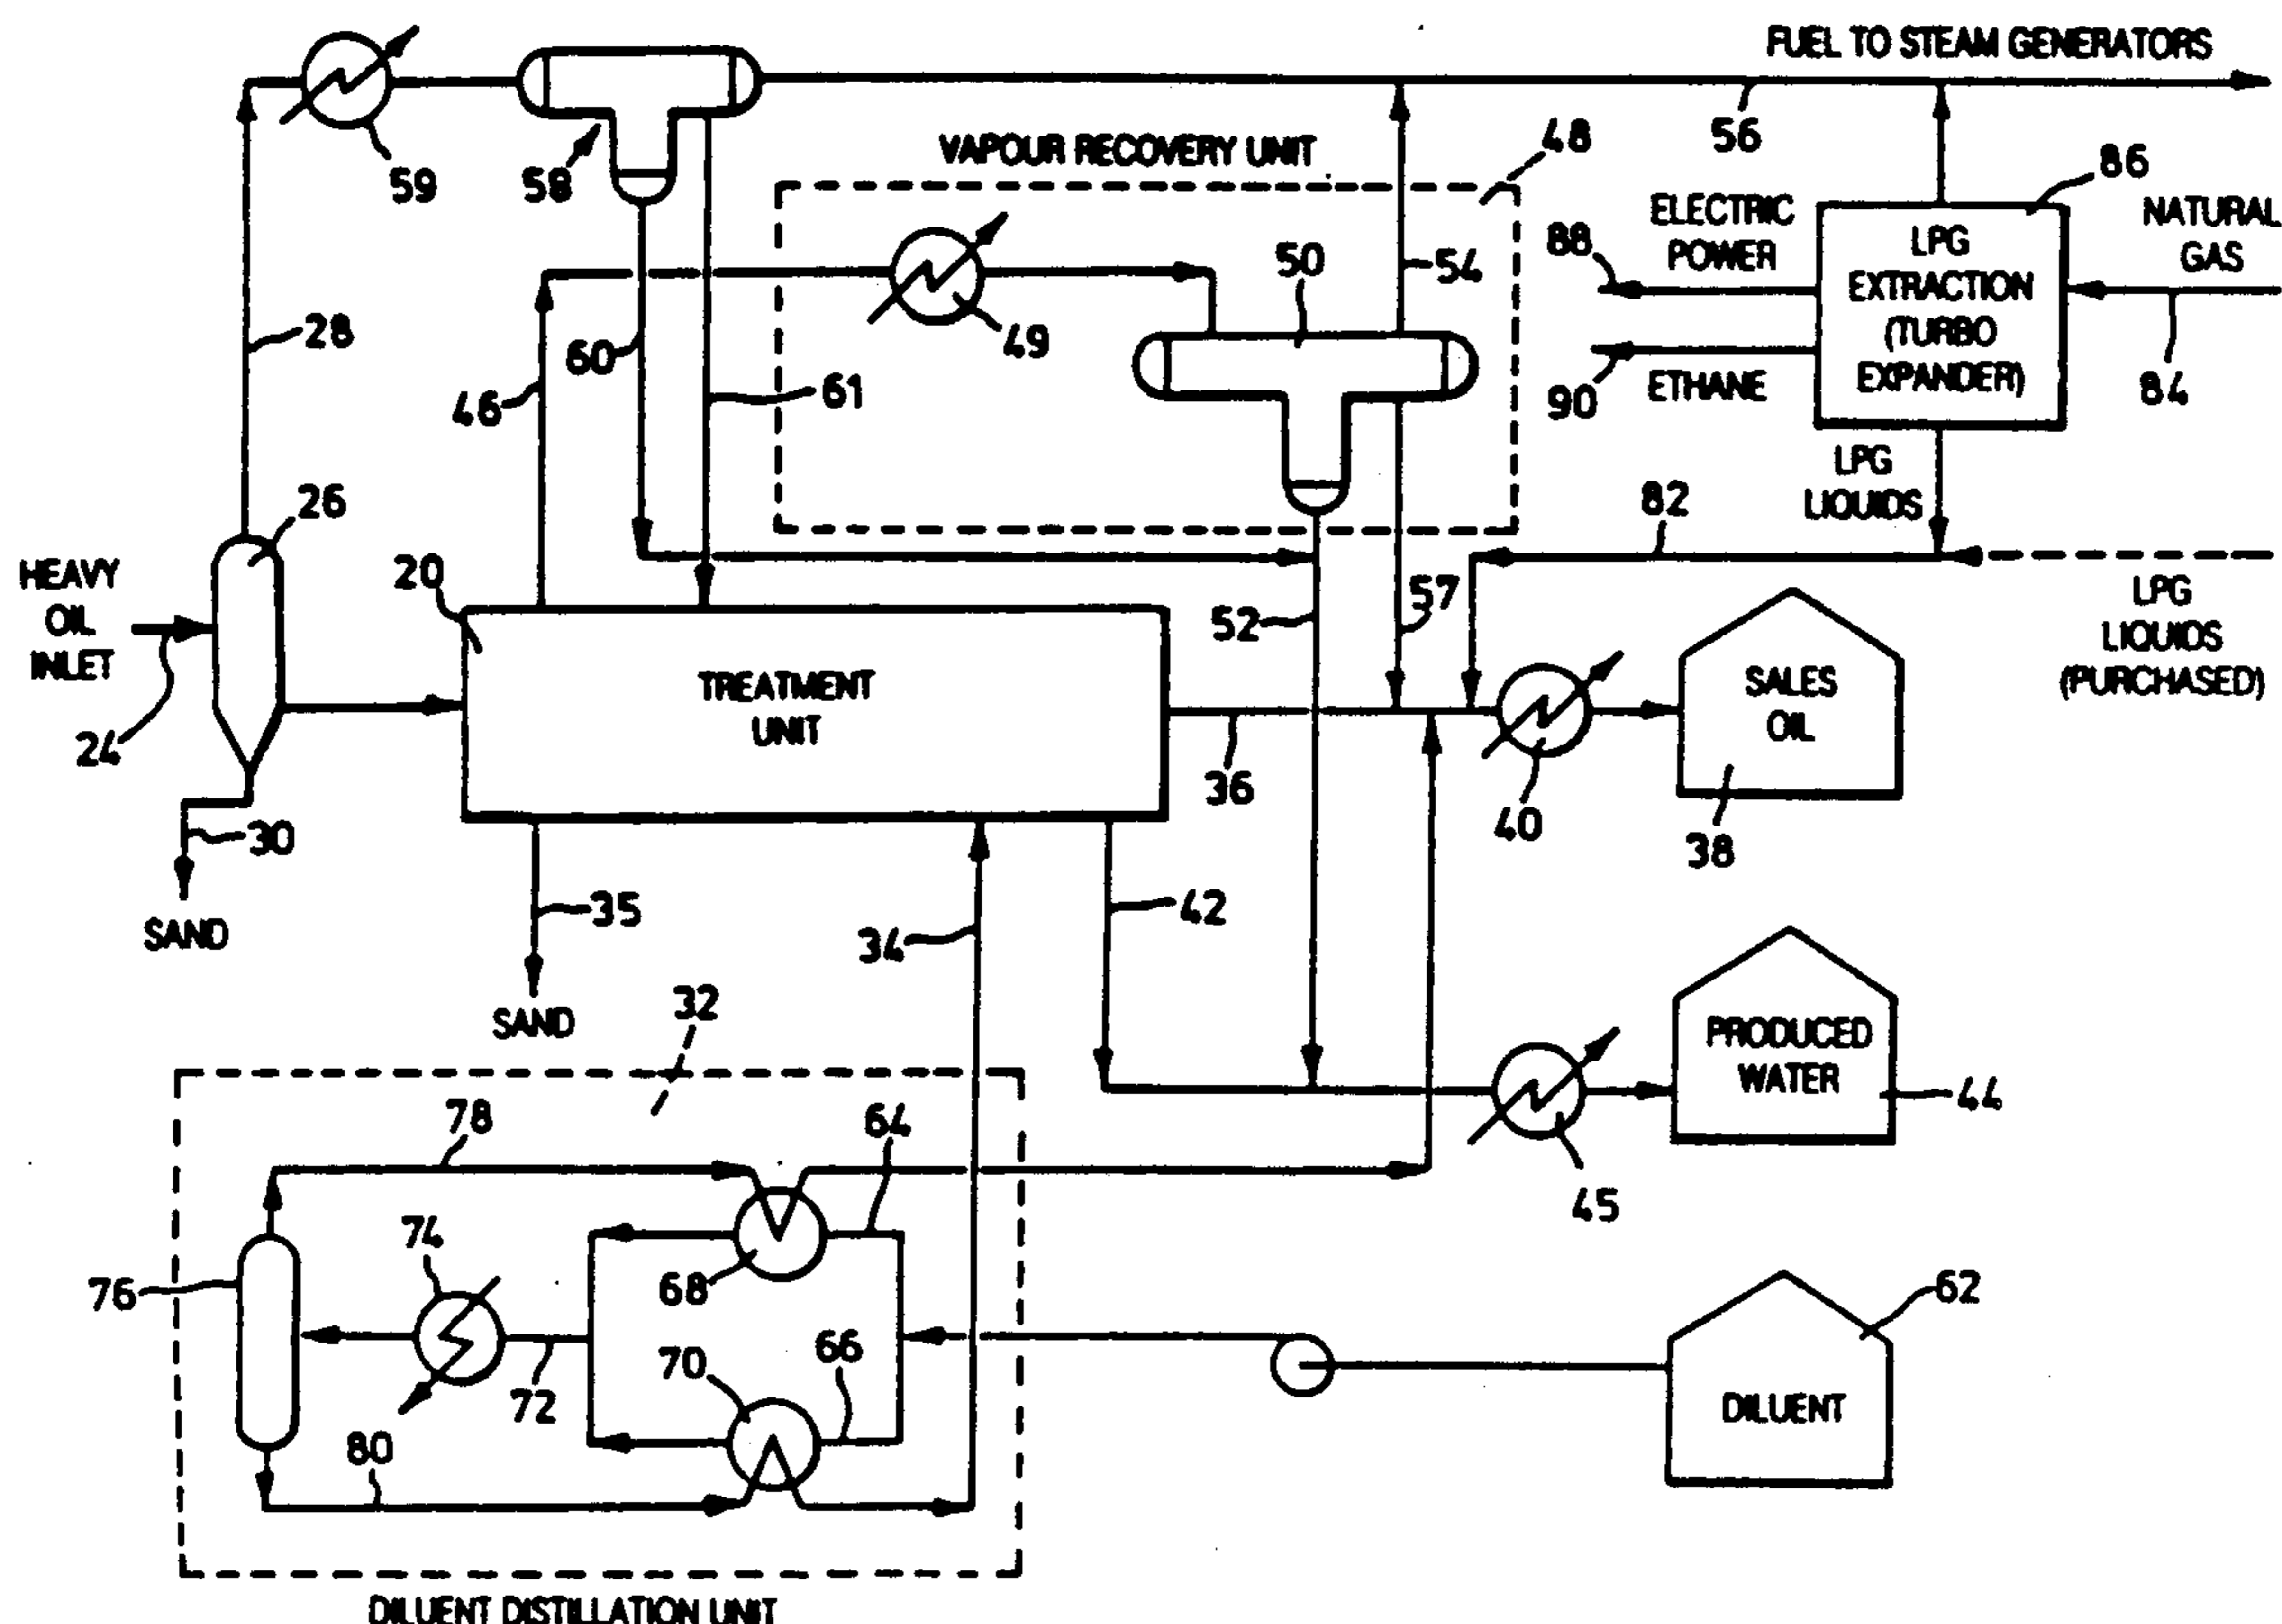 FUEL TO STEAM GENERATORS
59
58
VAPOUR RECOVERY UNIT
48
56
86
ELECTRIC
POWER
88
LPG
EXTRACTION
(TURBO
EXPANDER)
NATURAL
GAS
84
90
ETHANE
28
46
60
61
49
50
54
26
HEAVY
OIL
INLET
24
20
LPG
LIQUIDS
82
57
52
LPG
LIQUIDS
(PURCHASED)
TREATMENT
UNIT
SALES
OIL
36
40
38
30
SAND
35
SAND
34
42
32
PRODUCED
WATER
44
45
78
64
74
76
68
70
66
72
80
62
DILUENT
DILUENT DISTILLATION UNIT